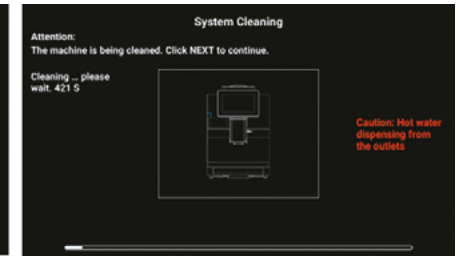 System Cleaning
Attention:
The machine is being cleaned. Click NEXT to continue.
Cleaning ... please
wait. 421 S
Caution: Hot water
dispensing from
the outlets